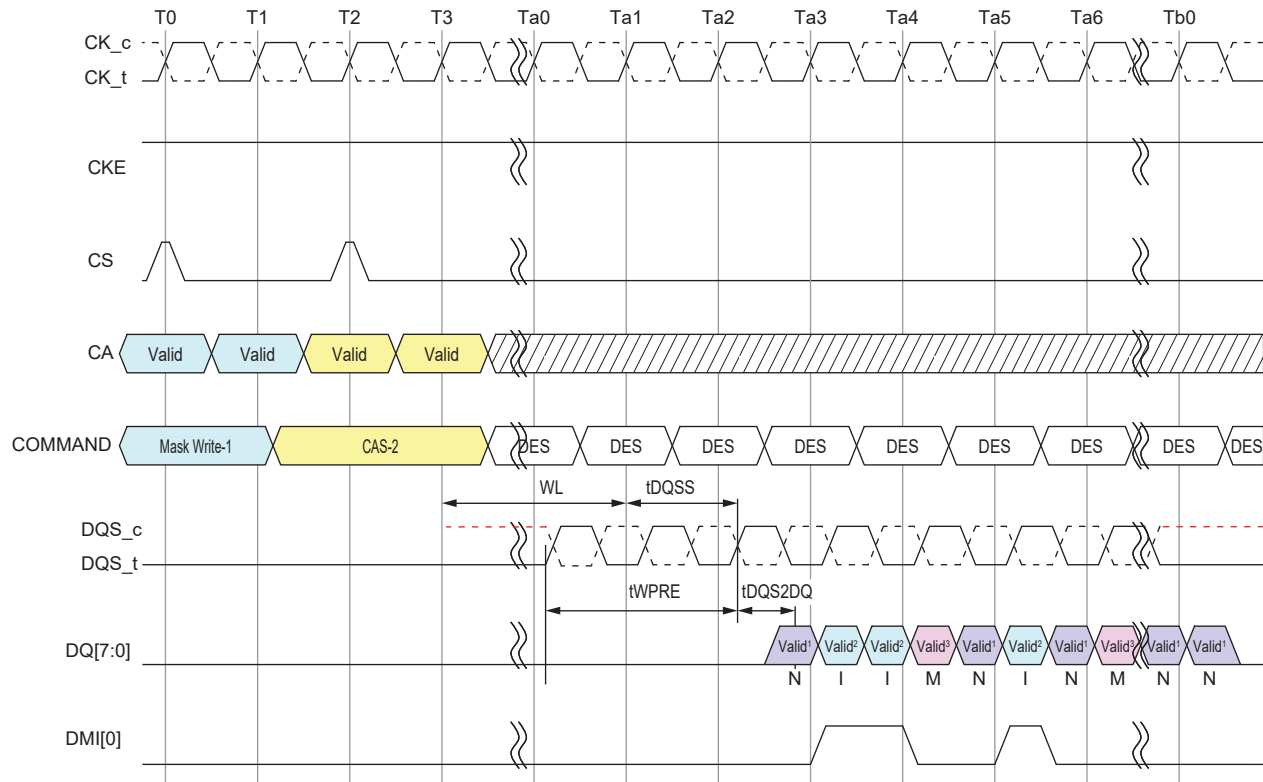 T0 T1 T2 T3 Ta0 Ta1 Ta2 Ta3 Ta4 Ta5 Ta6 Tb0
CK_c
CK_t
CKE
CS
CA Valid Valid Valid Valid
COMMAND Mask Write-1 CAS-2 DES DES DES DES DES DES DES DES DES
WL tDQSS
DQS_c
DQS_t
tWPRE tDQS2DQ
DQ[7:0] Valid¹ Valid² Valid² Valid³ Valid¹ Valid² Valid¹ Valid³ Valid¹ Valid¹
N I I M N I N M N N
DMI[0]